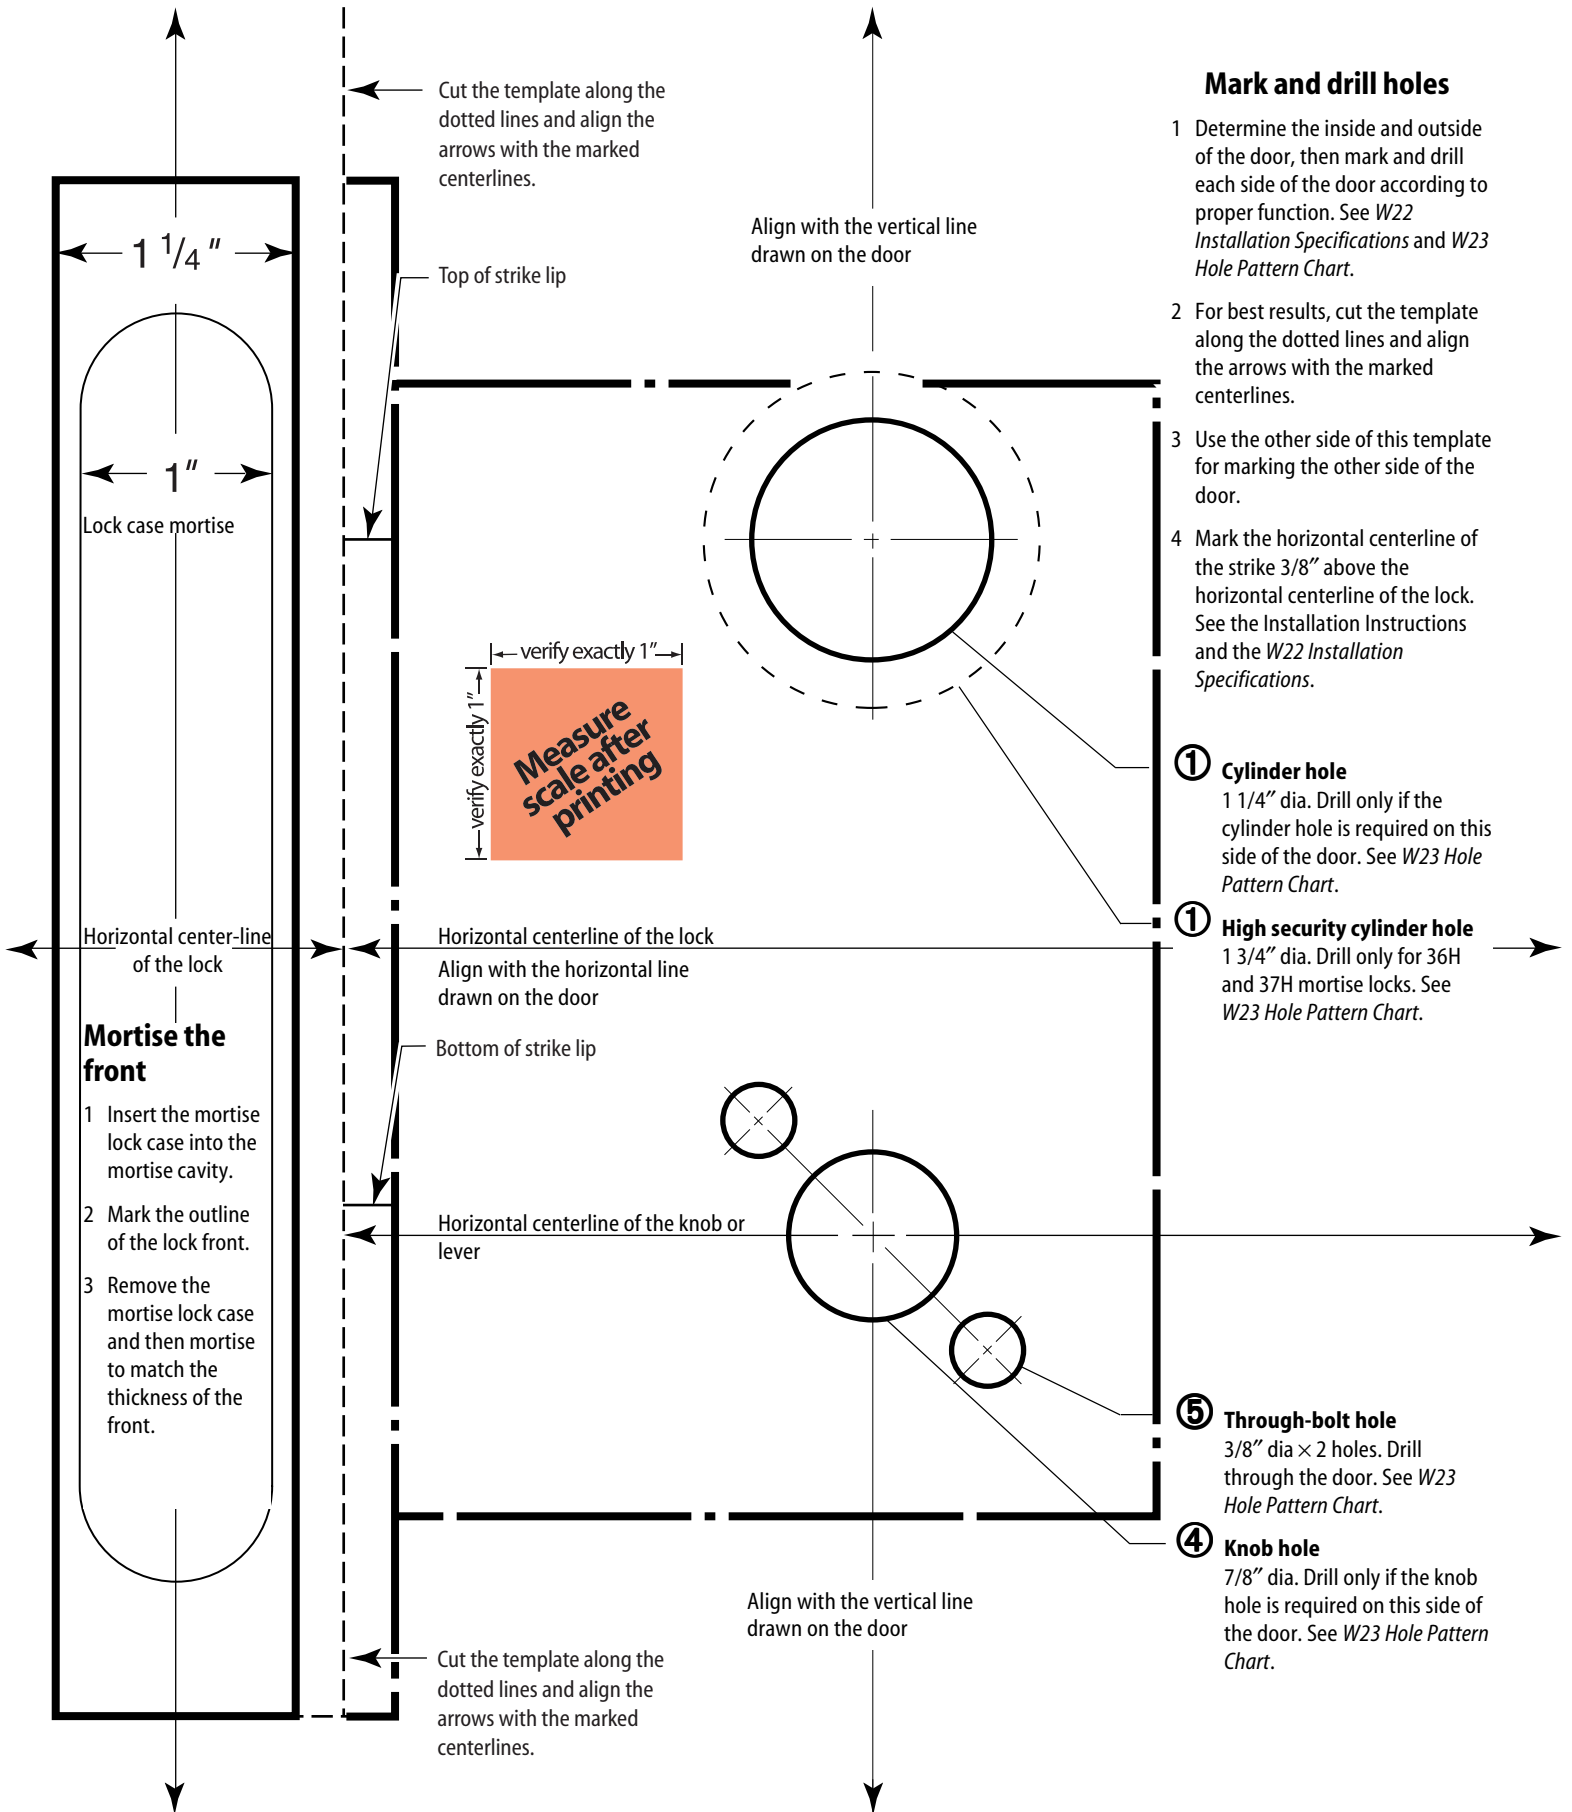 Cut the template along the
dotted lines and align the
arrows with the marked
centerlines.
1 1/4″
Top of strike lip
1″
Lock case mortise
Align with the vertical line
drawn on the door
verify exactly 1″
verify exactly 1″
Measure
scale after
printing
Horizontal center-line
of the lock
Horizontal centerline of the lock
Align with the horizontal line
drawn on the door
Mortise the
front
1 Insert the mortise
lock case into the
mortise cavity.
2 Mark the outline
of the lock front.
3 Remove the
mortise lock case
and then mortise
to match the
thickness of the
front.
Bottom of strike lip
Horizontal centerline of the knob or
lever
Align with the vertical line
drawn on the door
Cut the template along the
dotted lines and align the
arrows with the marked
centerlines.
Mark and drill holes
1 Determine the inside and outside
of the door, then mark and drill
each side of the door according to
proper function. See W22
Installation Specifications and W23
Hole Pattern Chart.
2 For best results, cut the template
along the dotted lines and align
the arrows with the marked
centerlines.
3 Use the other side of this template
for marking the other side of the
door.
4 Mark the horizontal centerline of
the strike 3/8″ above the
horizontal centerline of the lock.
See the Installation Instructions
and the W22 Installation
Specifications.
① Cylinder hole
1 1/4″ dia. Drill only if the
cylinder hole is required on this
side of the door. See W23 Hole
Pattern Chart.
① High security cylinder hole
1 3/4″ dia. Drill only for 36H
and 37H mortise locks. See
W23 Hole Pattern Chart.
⑤ Through-bolt hole
3/8″ dia × 2 holes. Drill
through the door. See W23
Hole Pattern Chart.
④ Knob hole
7/8″ dia. Drill only if the knob
hole is required on this side of
the door. See W23 Hole Pattern
Chart.